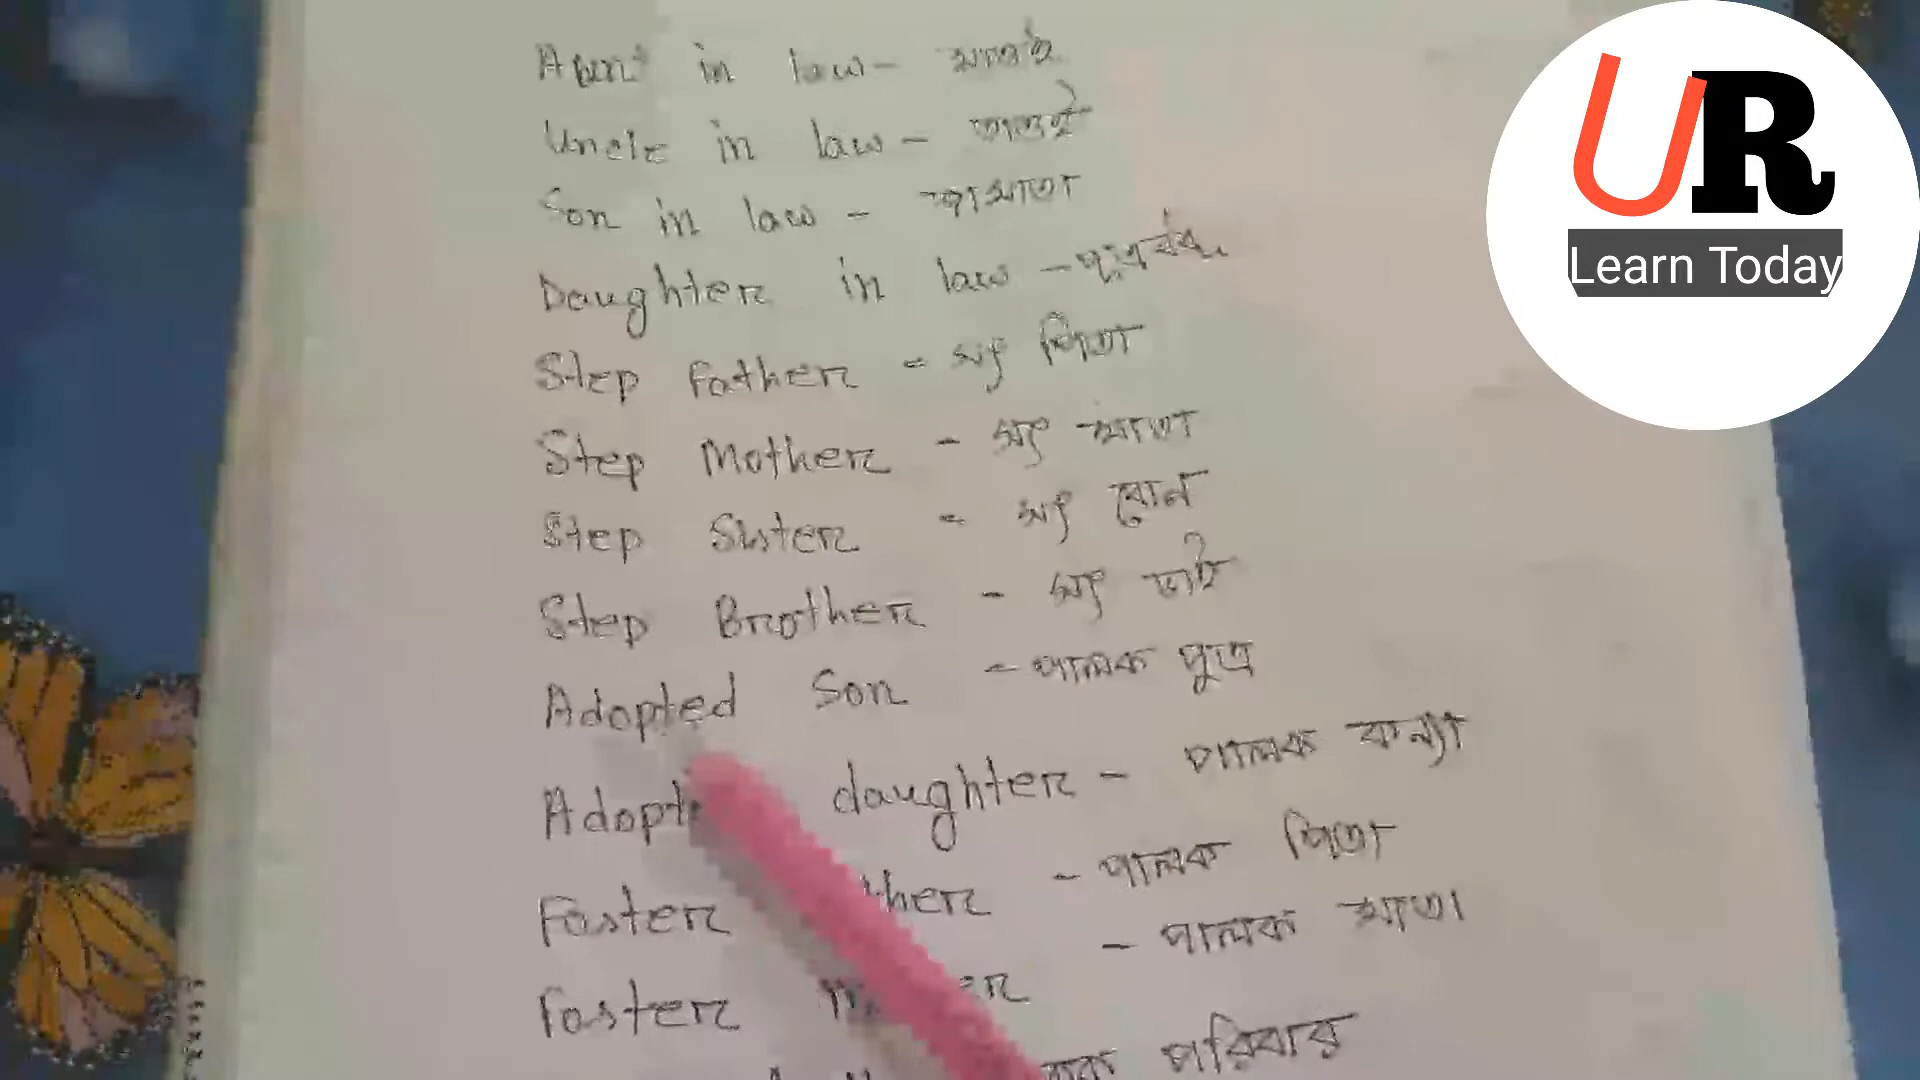 Aunt in law - মাওই
Uncle in law - তাওই
Son in law - জামাতা
Daughter in law - পুত্রবধূ
Step father - সৎ পিতা
Step Mother - সৎ মাতা
Step Sister - সৎ বোন
Step Brother - সৎ ভাই
Adopted Son - পালক পুত্র
Adopt daughter - পালক কন্যা
Foster ther - পালক পিতা
Foster - পালক মাতা
পরিবার
UR
Learn Today